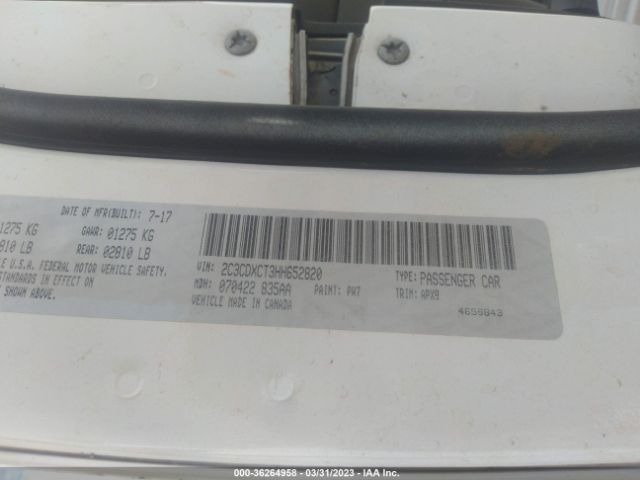 DATE OF MFR(BUILT): 7-17
1275 KG GAWR: 01275 KG
810 LB REAR: 02810 LB
E U.S.A. FEDERAL MOTOR VEHICLE SAFETY,
STANDARDS IN EFFECT ON
SHOWN ABOVE.
VIN: 2C3CDXCT3HH652820
MDH: 070422 835AA
VEHICLE MADE IN CANADA
PAINT: PW7
TYPE: PASSENGER CAR
TRIM: APX9
4659843
000-36264958 - 03/31/2023 - IAA Inc.